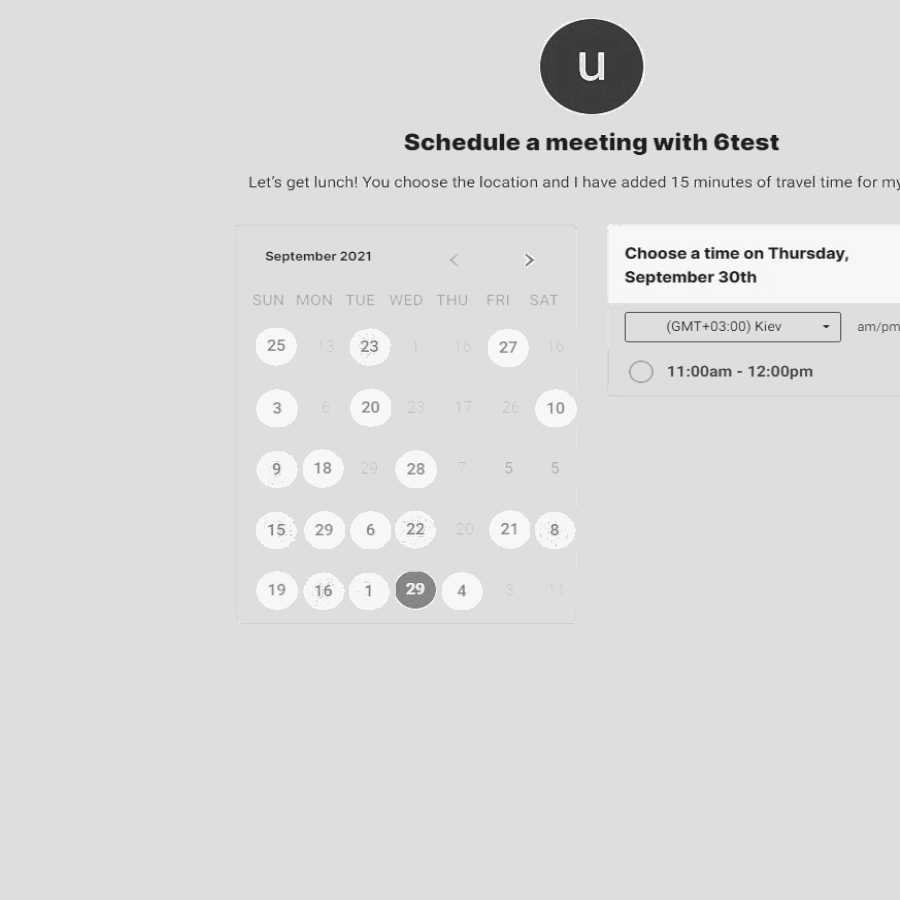 u
Schedule a meeting with 6test
Let's get lunch! You choose the location and I have added 15 minutes of travel time for my
September 2021
SUN MON TUE WED THU FRI SAT
25 13 23 1 16 27 16
3 6 20 23 17 26 10
9 18 29 28 7 5 5
15 29 6 22 20 21 8
19 16 1 29 4 3 11
Choose a time on Thursday,
September 30th
(GMT+03:00) Kiev am/pm
11:00am - 12:00pm